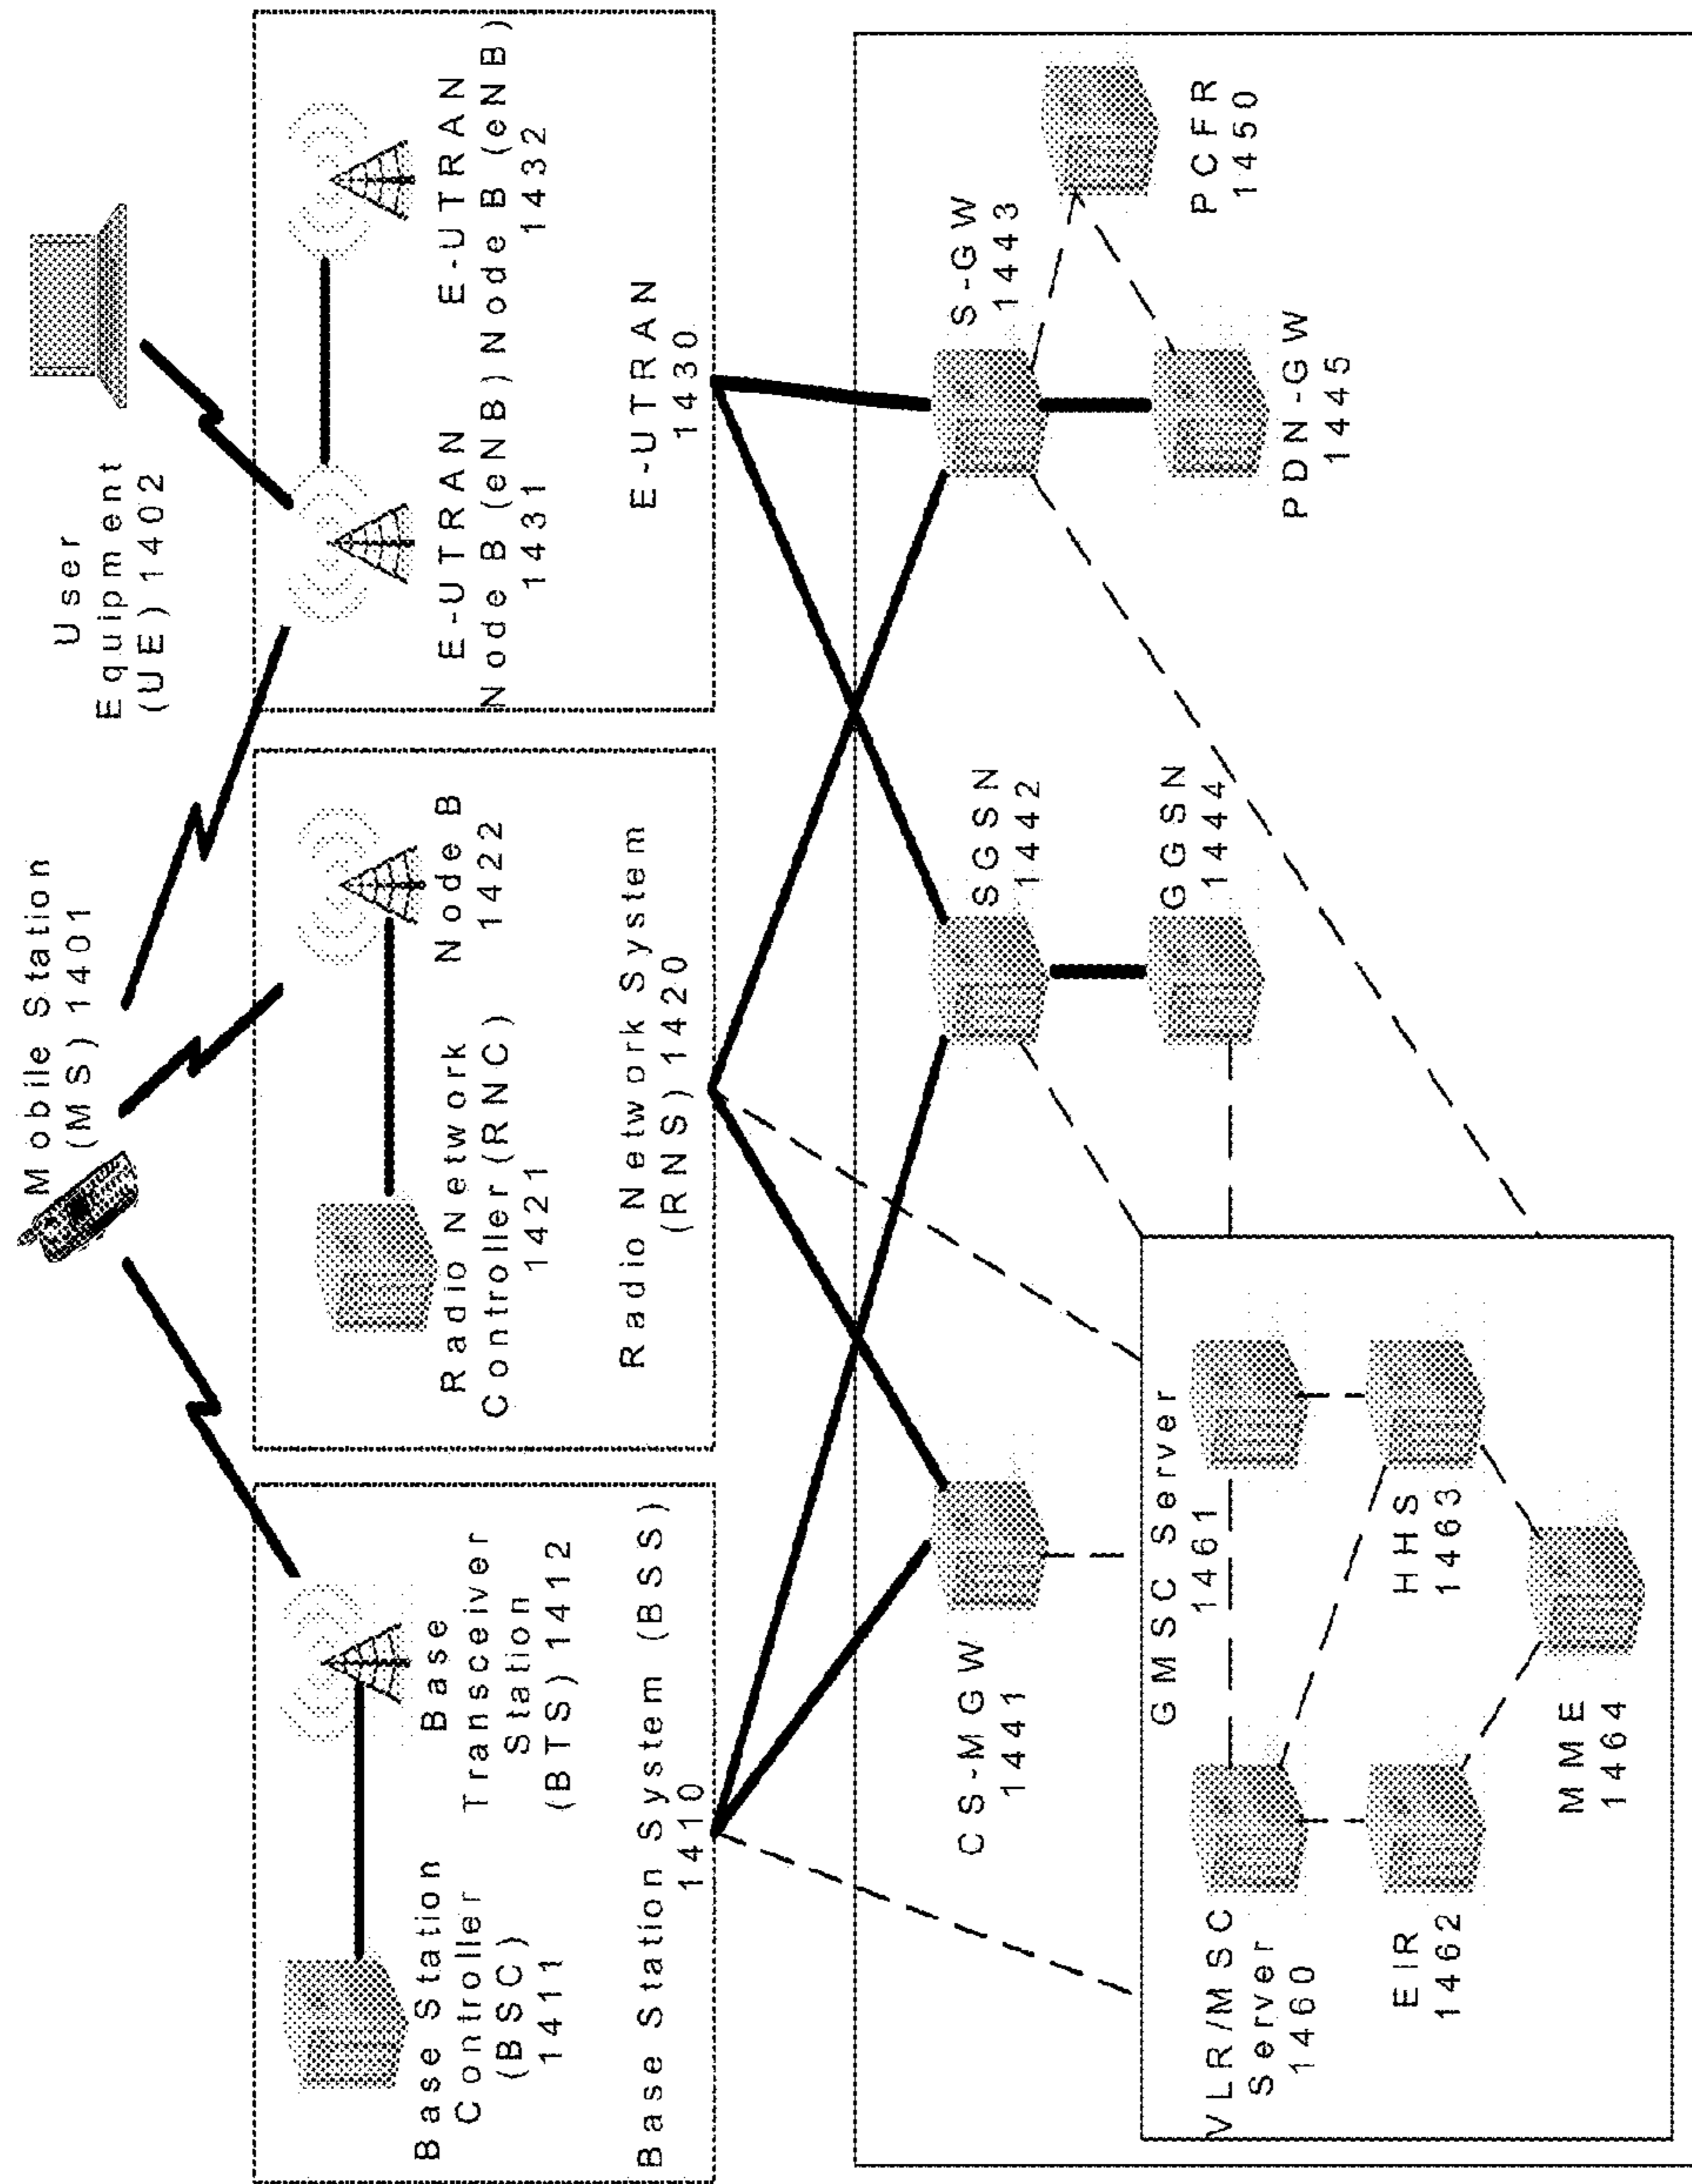 Mobile Station
(MS) 1401
User
Equipment
(UE) 1402
Base Station
Controller
(BSC)
1411
Base
Transceiver
Station
(BTS) 1412
Base Station System (BSS)
1410
Radio Network
Controller (RNC)
1421
Node B
1422
Radio Network System
(RNS) 1420
E-UTRAN
Node B (eNB)
1431
E-UTRAN
Node B (eNB)
1432
E-UTRAN
1430
CS-MGW
1441
SGSN
1442
GGSN
1444
S-GW
1443
PDN-GW
1445
PCFR
1450
GMSC Server
1461
VLR/MSC
Server
1460
EIR
1462
HHS
1463
MME
1464